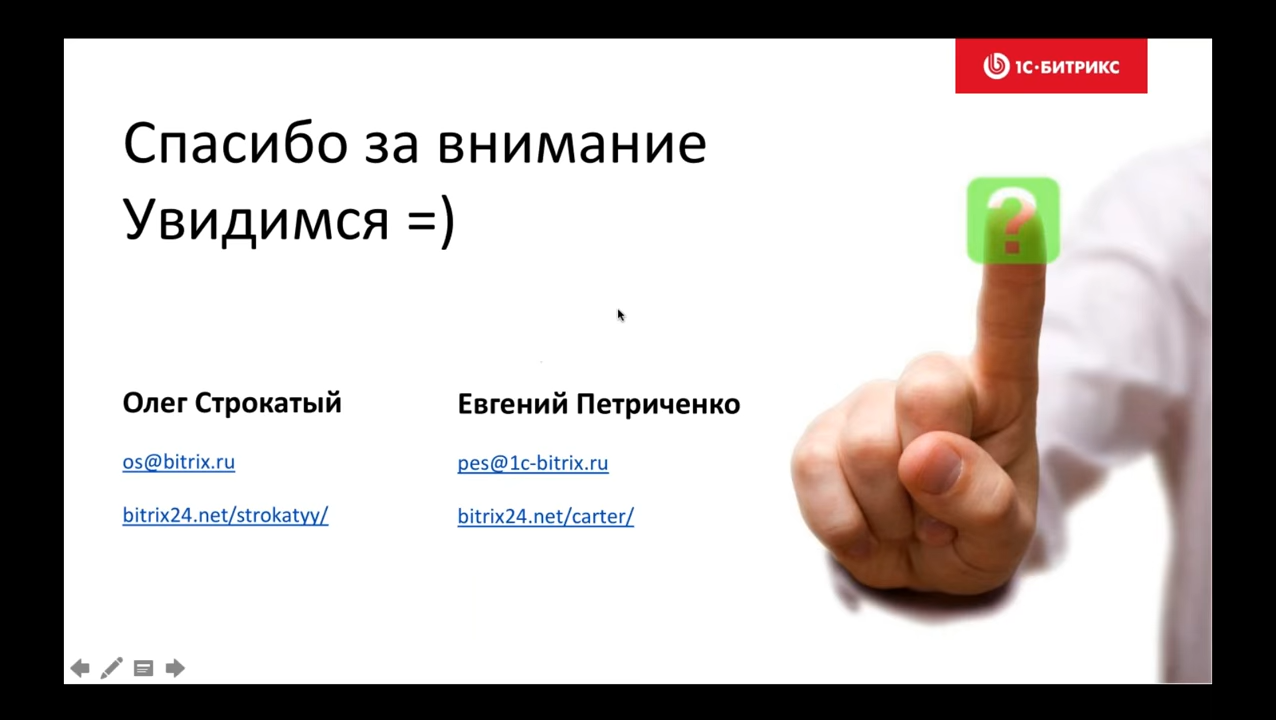 1С·БИТРИКС
Спасибо за внимание
Увидимся =)
?
Олег Строкатый
Евгений Петриченко
os@bitrix.ru
pes@1c-bitrix.ru
bitrix24.net/strokatyy/
bitrix24.net/carter/